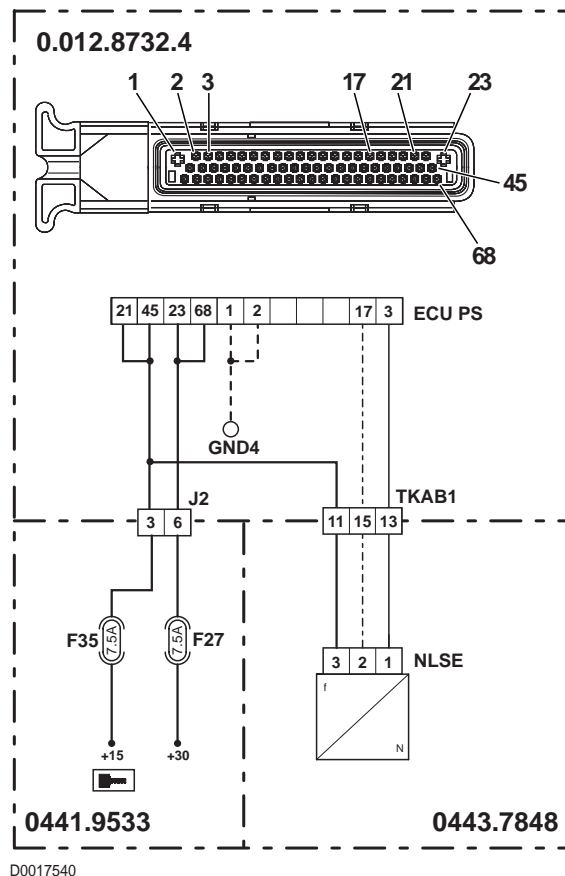 0.012.8732.4
1 2 3 17 21 23
45
68
21 45 23 68 1 2 17 3 ECU PS
GND4
J2 TKAB1
3 6 11 15 13
F35 7.5A 7.5A F27
3 2 1 NLSE
f
N
+15 +30
0441.9533 0443.7848
D0017540